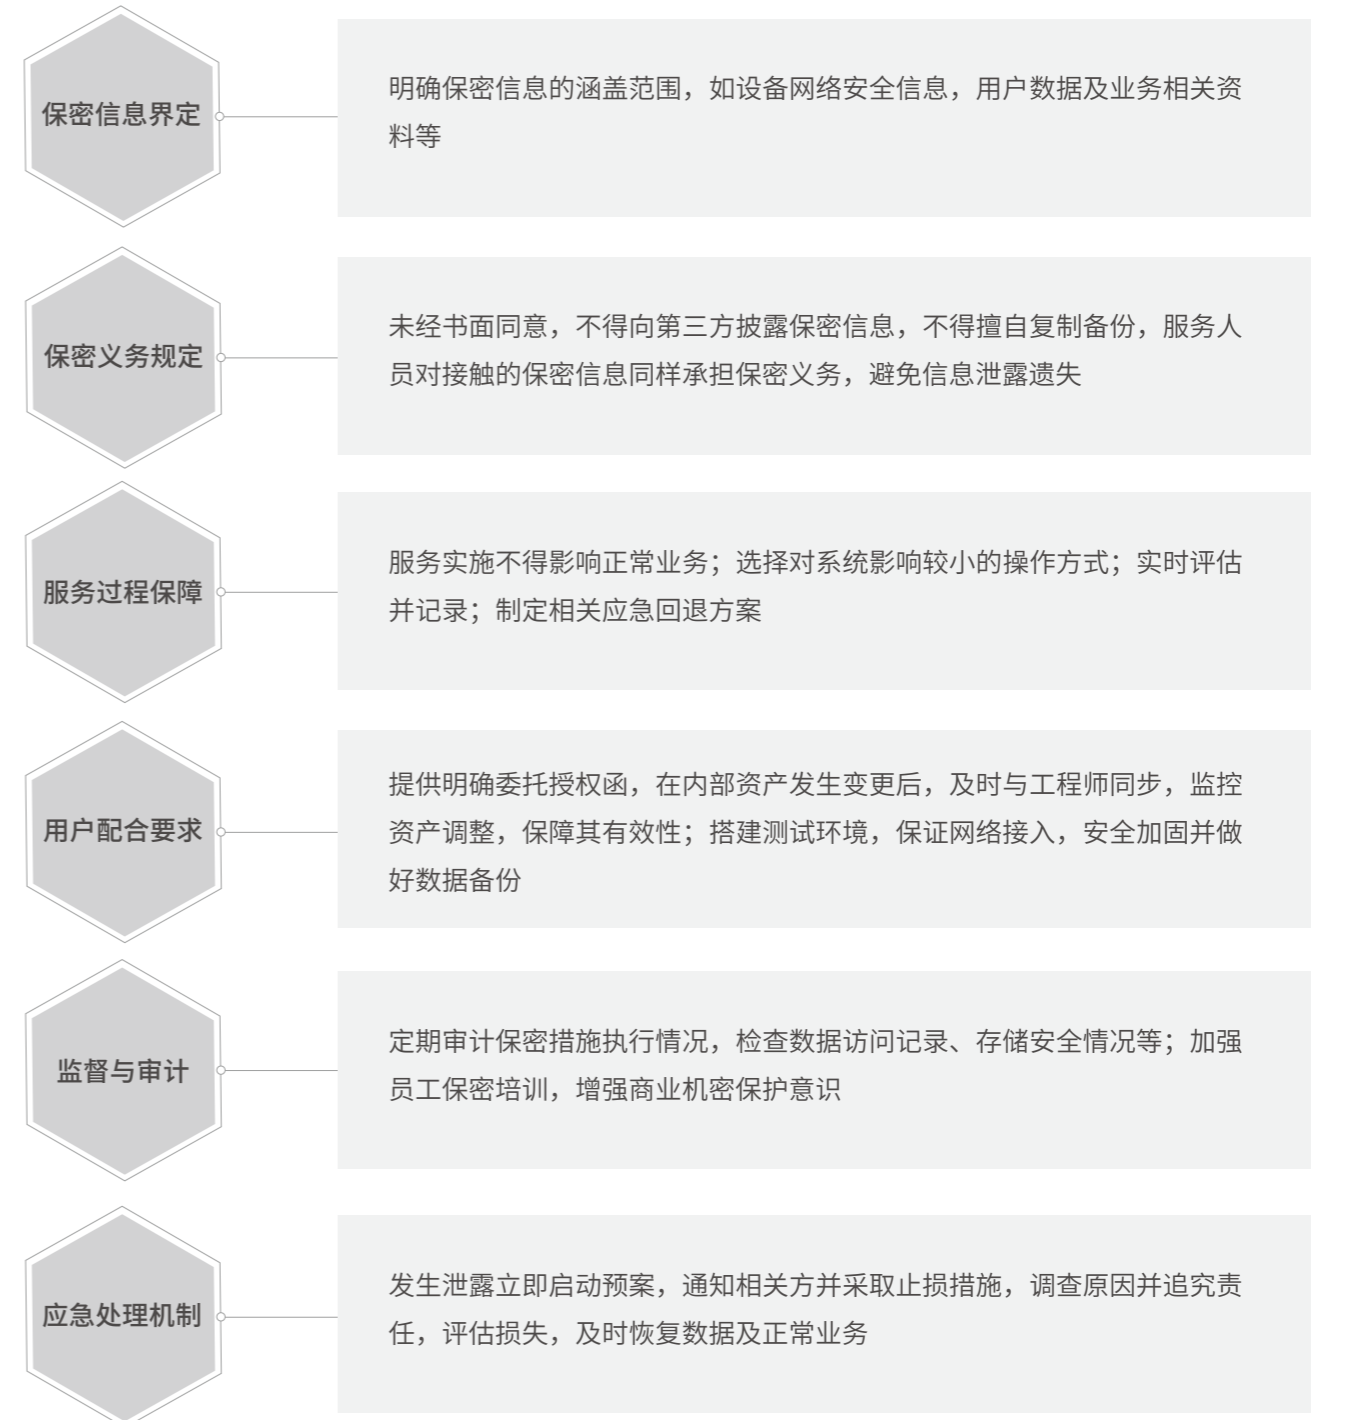 保密信息界定
明确保密信息的涵盖范围，如设备网络安全信息，用户数据及业务相关资
料等
保密义务规定
未经书面同意，不得向第三方披露保密信息，不得擅自复制备份，服务人
员对接触的保密信息同样承担保密义务，避免信息泄露遗失
服务过程保障
服务实施不得影响正常业务；选择对系统影响较小的操作方式；实时评估
并记录；制定相关应急回退方案
用户配合要求
提供明确委托授权函，在内部资产发生变更后，及时与工程师同步，监控
资产调整，保障其有效性；搭建测试环境，保证网络接入，安全加固并做
好数据备份
监督与审计
定期审计保密措施执行情况，检查数据访问记录、存储安全情况等；加强
员工保密培训，增强商业机密保护意识
应急处理机制
发生泄露立即启动预案，通知相关方并采取止损措施，调查原因并追究责
任，评估损失，及时恢复数据及正常业务